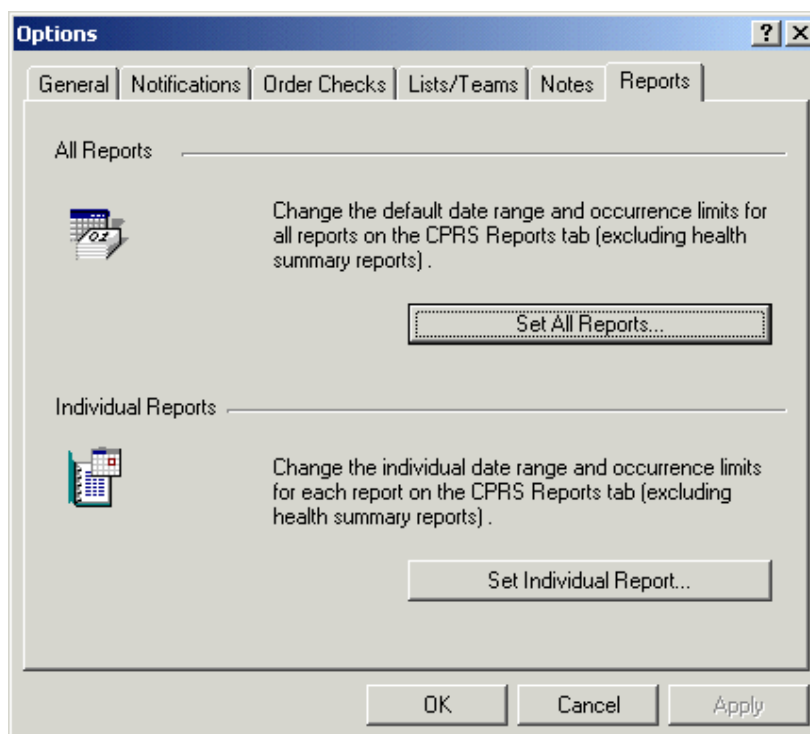 Options
General Notifications Order Checks Lists/Teams Notes Reports
All Reports
Change the default date range and occurrence limits for
all reports on the CPRS Reports tab (excluding health
summary reports) .
Set All Reports...
Individual Reports
Change the individual date range and occurrence limits
for each report on the CPRS Reports tab (excluding
health summary reports) .
Set Individual Report...
OK Cancel Apply